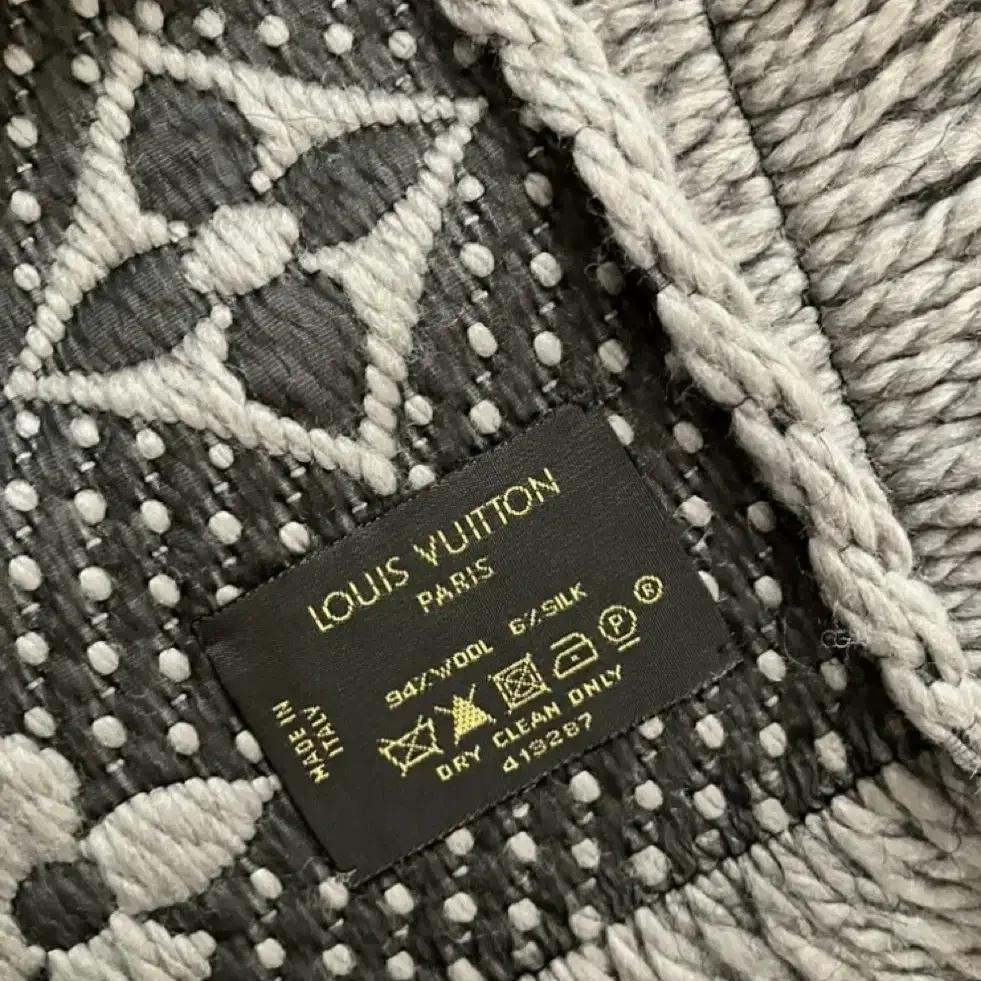 LOUIS VUITTON
PARIS
94% WOOL 6% SILK
P R
DRY CLEAN ONLY
419287
MADE IN
ITALY